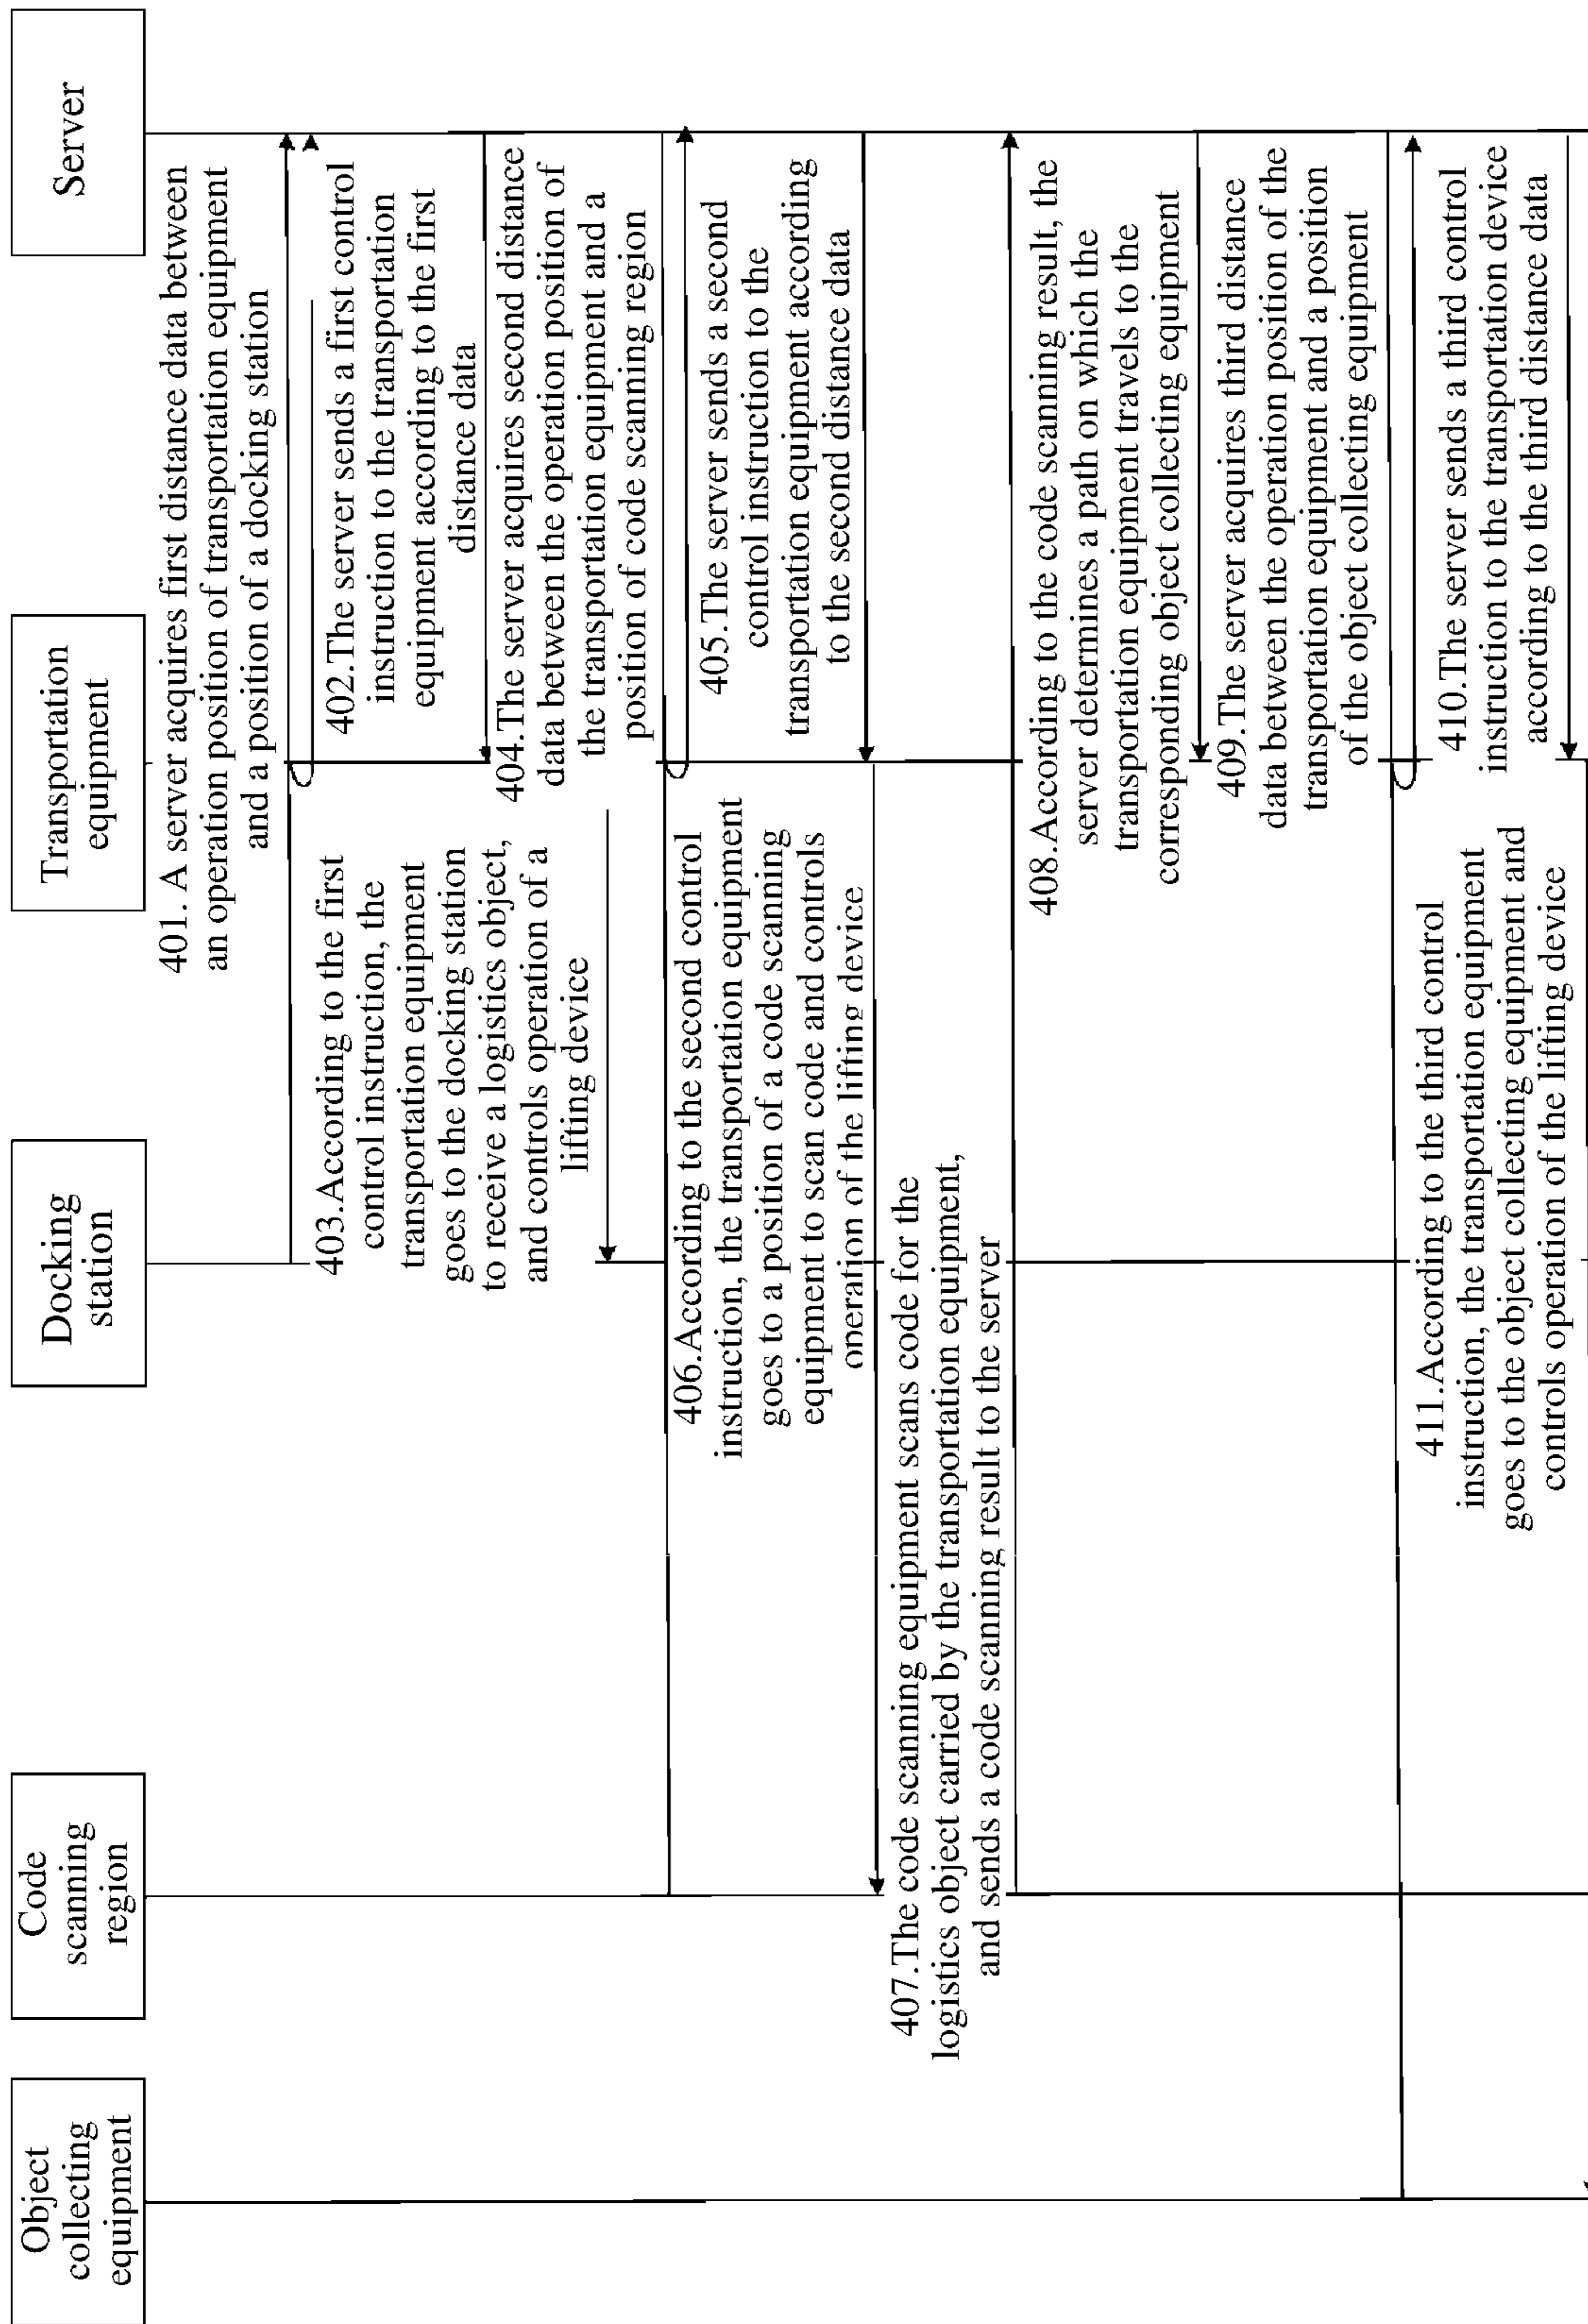 Object
collecting
equipment
Code
scanning
region
Docking
station
Transportation
equipment
Server
401. A server acquires first distance data between
an operation position of transportation equipment
and a position of a docking station
402.The server sends a first control
instruction to the transportation
equipment according to the first
distance data
403.According to the first
control instruction, the
transportation equipment
goes to the docking station
to receive a logistics object,
and controls operation of a
lifting device
404.The server acquires second distance
data between the operation position of
the transportation equipment and a
position of code scanning region
405.The server sends a second
control instruction to the
transportation equipment according
to the second distance data
406.According to the second control
instruction, the transportation equipment
goes to a position of a code scanning
equipment to scan code and controls
operation of the lifting device
407.The code scanning equipment scans code for the
logistics object carried by the transportation equipment,
and sends a code scanning result to the server
408.According to the code scanning result, the
server determines a path on which the
transportation equipment travels to the
corresponding object collecting equipment
409.The server acquires third distance
data between the operation position of the
transportation equipment and a position
of the object collecting equipment
410.The server sends a third control
instruction to the transportation device
according to the third distance data
411.According to the third control
instruction, the transportation equipment
goes to the object collecting equipment and
controls operation of the lifting device